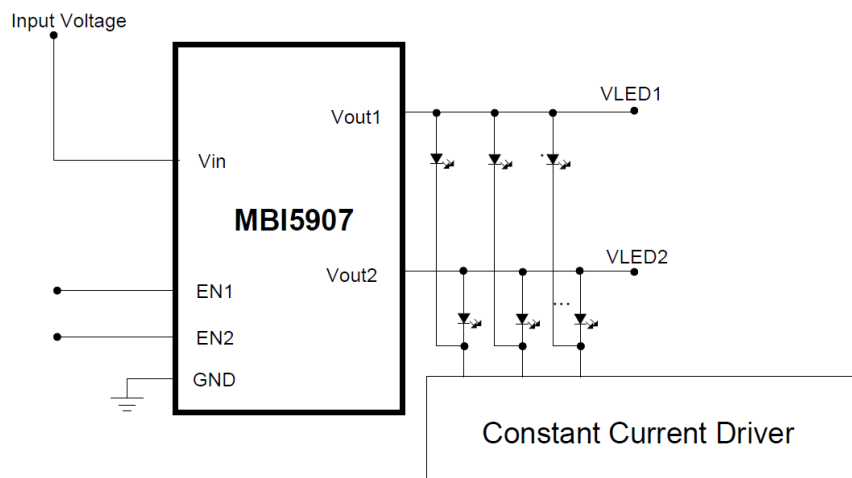 Input Voltage
VLED1
Vout1
Vin
MBI5907
VLED2
Vout2
EN1
...
EN2
GND
Constant Current Driver